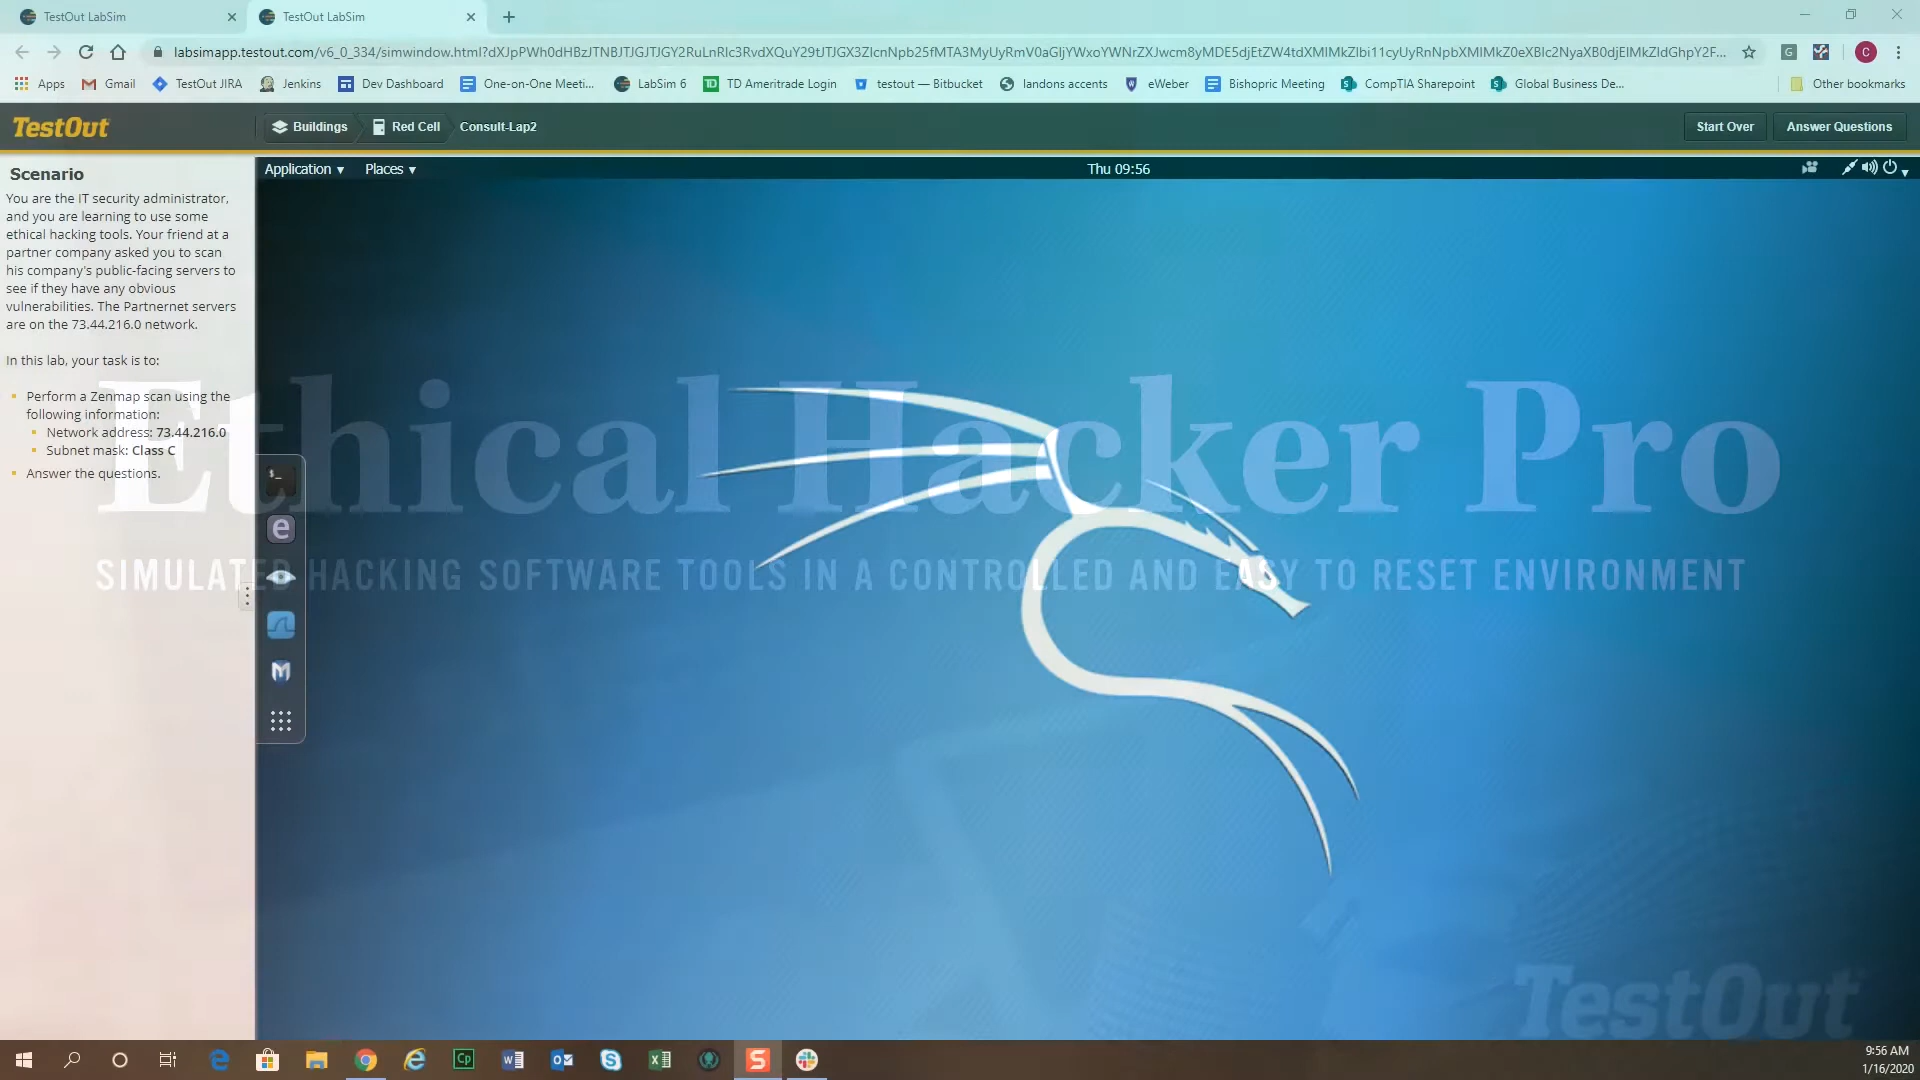 TestOut LabSim
TestOut LabSim
labsimapp.testout.com/v6_0_334/simwindow.html?
Apps Gmail TestOut JIRA Jenkins Dev Dashboard One-on-One Meeti... LabSim 6 TD Ameritrade Login testout — Bitbucket landons accents eWeber Bishopric Meeting CompTIA Sharepoint Global Business De... Other bookmarks
TestOut Buildings Red Cell Consult-Lap2 Start Over Answer Questions
Scenario
You are the IT security administrator,
and you are learning to use some
ethical hacking tools. Your friend at a
partner company asked you to scan
his company's public-facing servers to
see if they have any obvious
vulnerabilities. The Partnernet servers
are on the 73.44.216.0 network.
In this lab, your task is to:
Perform a Zenmap scan using the
following information:
Network address: 73.44.216.0
Subnet mask: Class C
Answer the questions.
Application Places Thu 09:56
Ethical Hacker Pro
SIMULATED HACKING SOFTWARE TOOLS IN A CONTROLLED AND EASY TO RESET ENVIRONMENT
TestOut
9:56 AM
1/16/2020